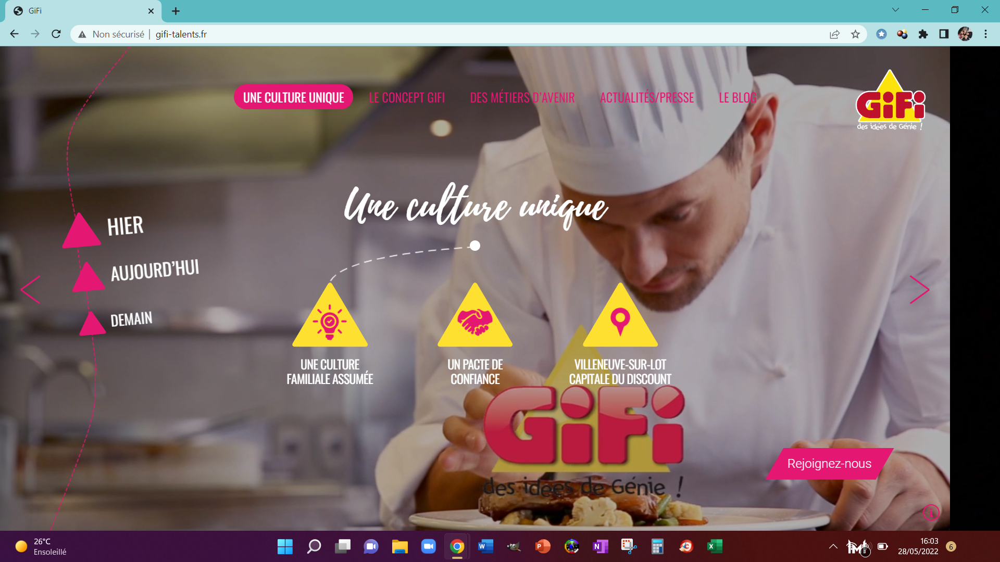 GiFi
Non sécurisé
gifi-talents.fr
UNE CULTURE UNIQUE
LE CONCEPT GIFI
DES MÉTIERS D'AVENIR
ACTUALITÉS/PRESSE
LE BLOG
GiFi
des idées de Génie !
Une culture unique
HIER
AUJOURD'HUI
DEMAIN
UNE CULTURE
FAMILIALE ASSUMÉE
UN PACTE DE
CONFIANCE
VILLENEUVE-SUR-LOT
CAPITALE DU DISCOUNT
GiFi
des idées de Génie !
Rejoignez-nous
26°C
Ensoleillé
16:03
28/05/2022
6